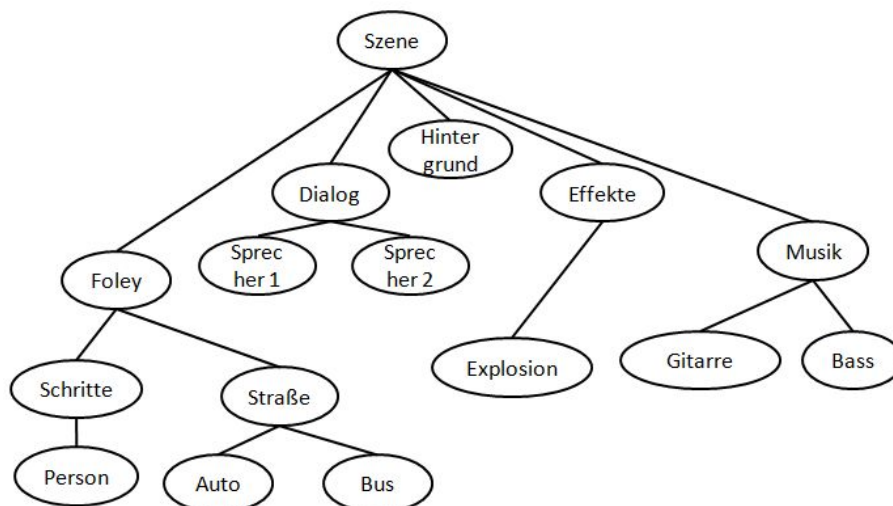 Szene
Hinter
grund
Dialog
Effekte
Sprec
her 1
Sprec
her 2
Musik
Foley
Explosion
Gitarre
Bass
Schritte
Straße
Person
Auto
Bus